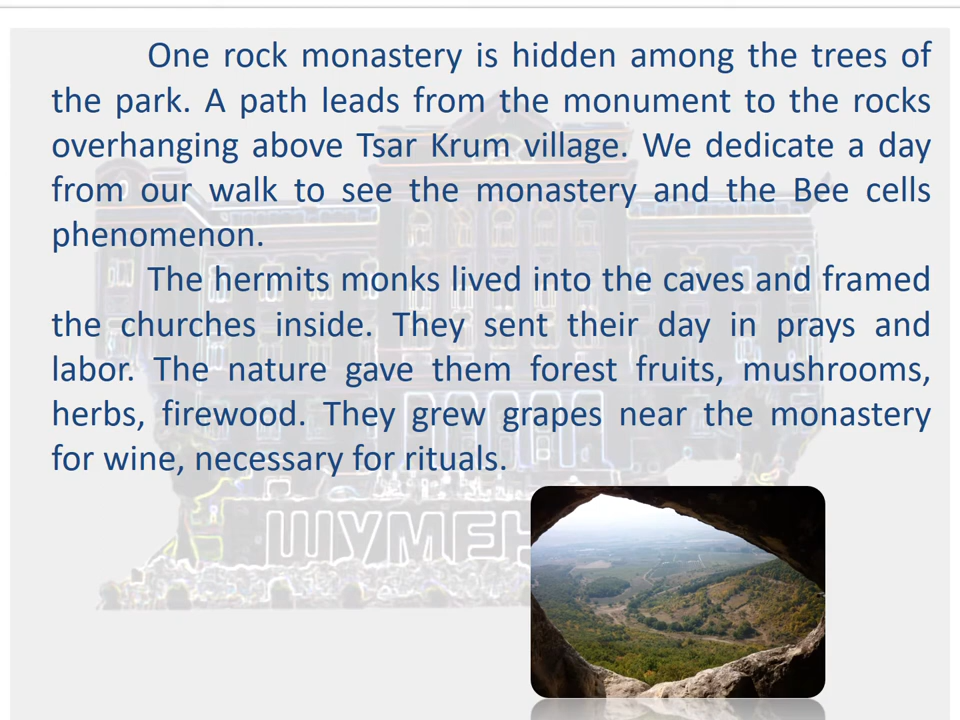 One rock monastery is hidden among the trees of
the park. A path leads from the monument to the rocks
overhanging above Tsar Krum village. We dedicate a day
from our walk to see the monastery and the Bee cells
phenomenon.
The hermits monks lived into the caves and framed
the churches inside. They sent their day in prays and
labor. The nature gave them forest fruits, mushrooms,
herbs, firewood. They grew grapes near the monastery
for wine, necessary for rituals.
ШУМЕН